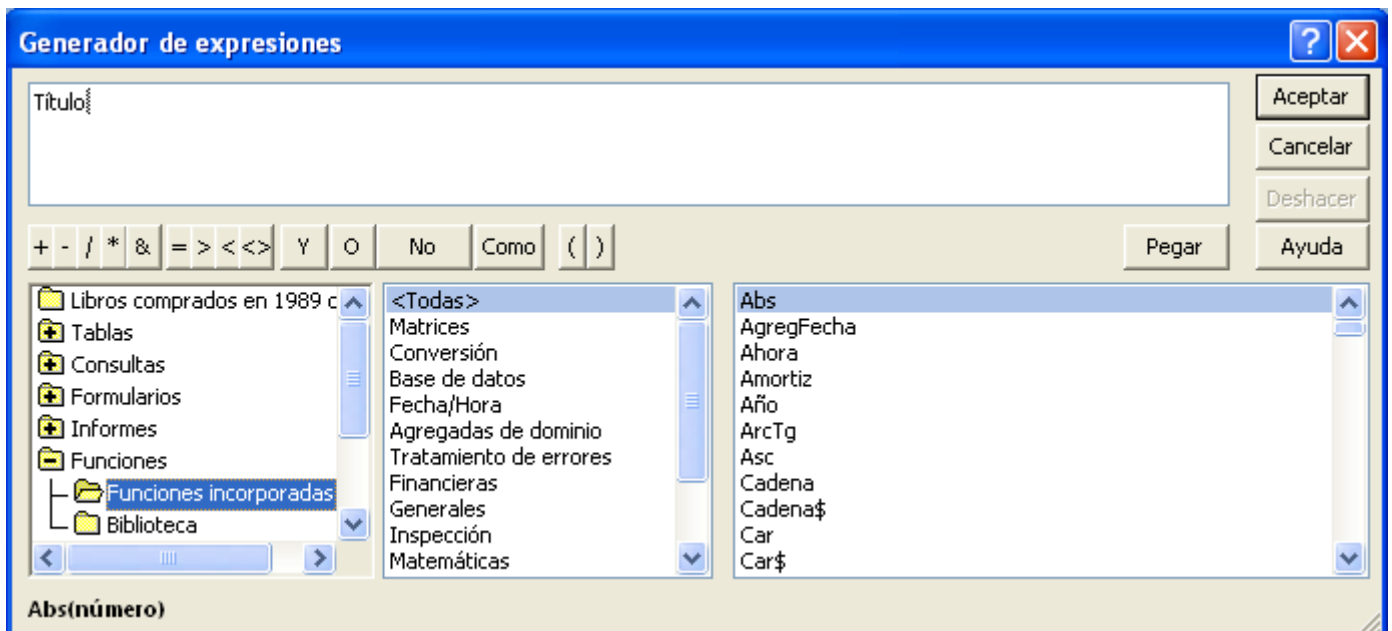 Generador de expresiones
Título
Aceptar
Cancelar
Deshacer
+ - / * & = > < <> Y O No Como ( ) Pegar Ayuda
Libros comprados en 1989 c
Tablas
Consultas
Formularios
Informes
Funciones
Funciones incorporadas
Biblioteca
<Todas>
Matrices
Conversión
Base de datos
Fecha/Hora
Agregadas de dominio
Tratamiento de errores
Financieras
Generales
Inspección
Matemáticas
Abs
AgregFecha
Ahora
Amortiz
Año
ArcTg
Asc
Cadena
Cadena$
Car
Car$
Abs(número)